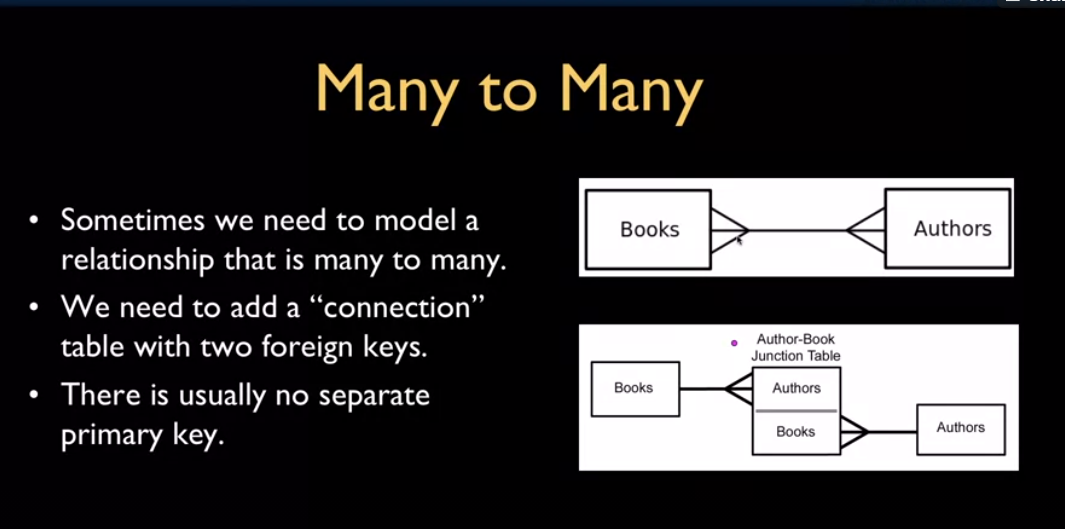 Many to Many
• Sometimes we need to model a
relationship that is many to many.
• We need to add a “connection”
table with two foreign keys.
• There is usually no separate
primary key.
Books
Authors
Author-Book
Junction Table
Books
Authors
Books
Authors